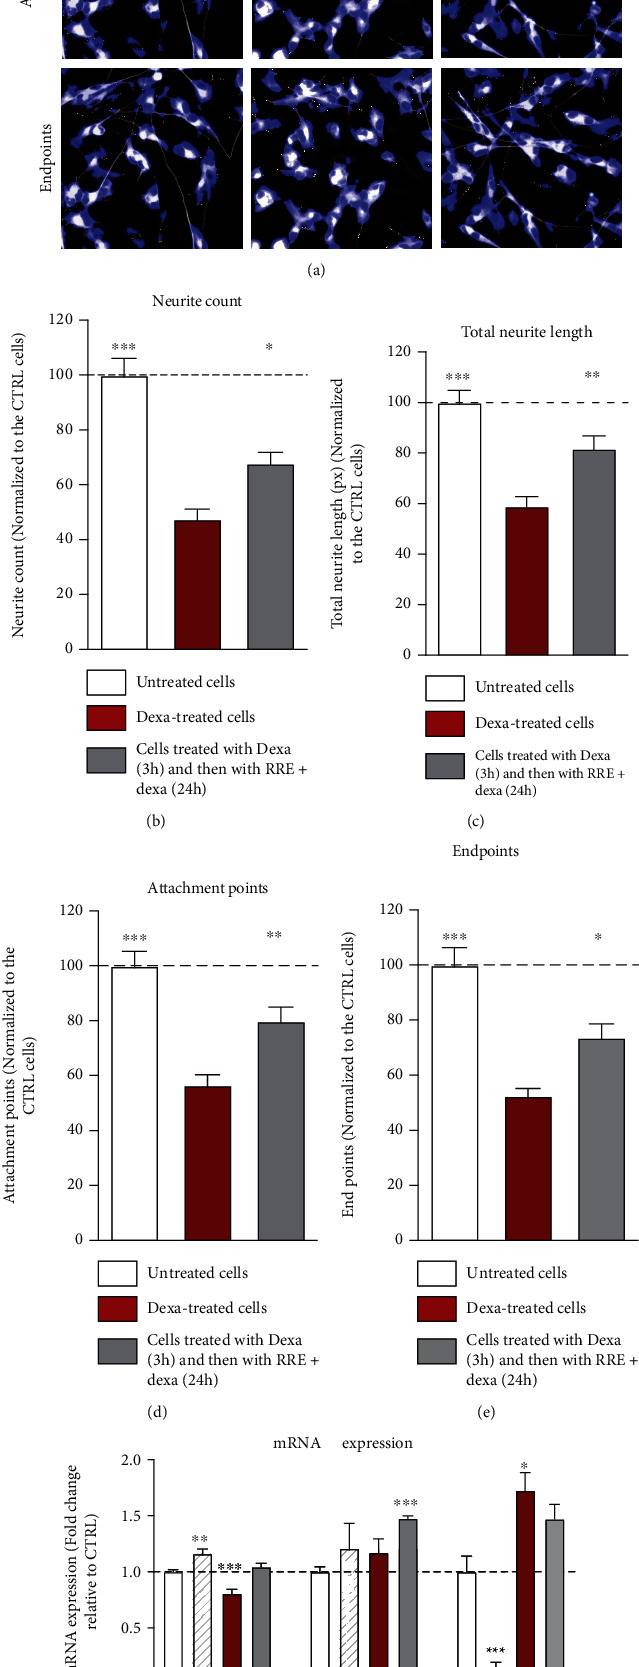 Endpoints
(a)
Neurite count
Neurite count (Normalized to the CTRL cells)
120
100
80
60
40
20
0
***
*
Untreated cells
Dexa-treated cells
Cells treated with Dexa
(3h) and then with RRE +
dexa (24h)
(b)
Total neurite length
Total neurite length (px) (Normalized
to the CTRL cells)
120
100
80
60
40
20
0
***
**
Untreated cells
Dexa-treated cells
Cells treated with Dexa
(3h) and then with RRE +
dexa (24h)
(c)
Attachment points
Attachment points (Normalized to the
CTRL cells)
120
100
80
60
40
20
0
***
**
Untreated cells
Dexa-treated cells
Cells treated with Dexa
(3h) and then with RRE +
dexa (24h)
(d)
Endpoints
End points (Normalized to the CTRL cells)
120
100
80
60
40
20
0
***
*
Untreated cells
Dexa-treated cells
Cells treated with Dexa
(3h) and then with RRE +
dexa (24h)
(e)
mRNA expression
mRNA expression (Fold change
relative to CTRL)
2.0
1.5
1.0
0.5
**
***
***
***
*